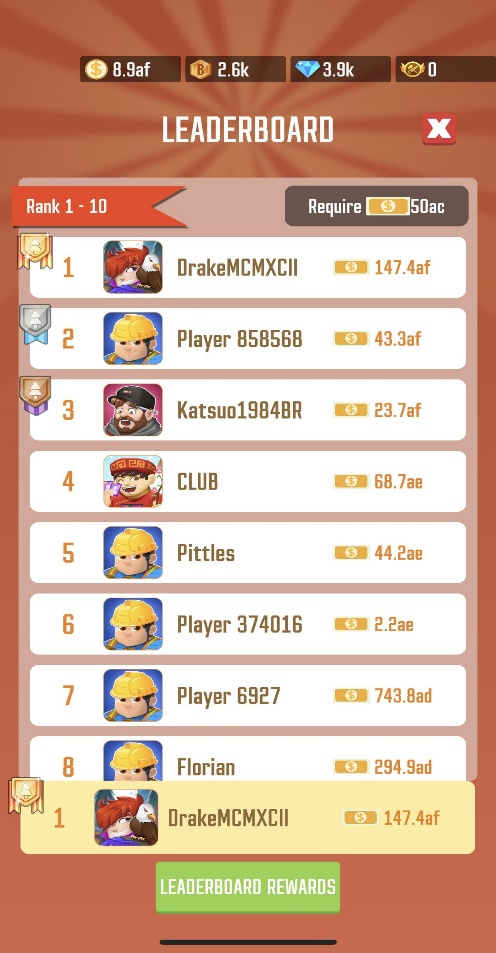 8.9af 2.6k 3.9k 0
LEADERBOARD
X
Rank 1 - 10 Require 50ac
1 DrakeMCMXCII 147.4af
2 Player 858568 43.3af
3 Katsuo1984BR 23.7af
4 CLUB 68.7ae
5 Pittles 44.2ae
6 Player 374016 2.2ae
7 Player 6927 743.8ad
8 Florian 294.9ad
1 DrakeMCMXCII 147.4af
LEADERBOARD REWARDS